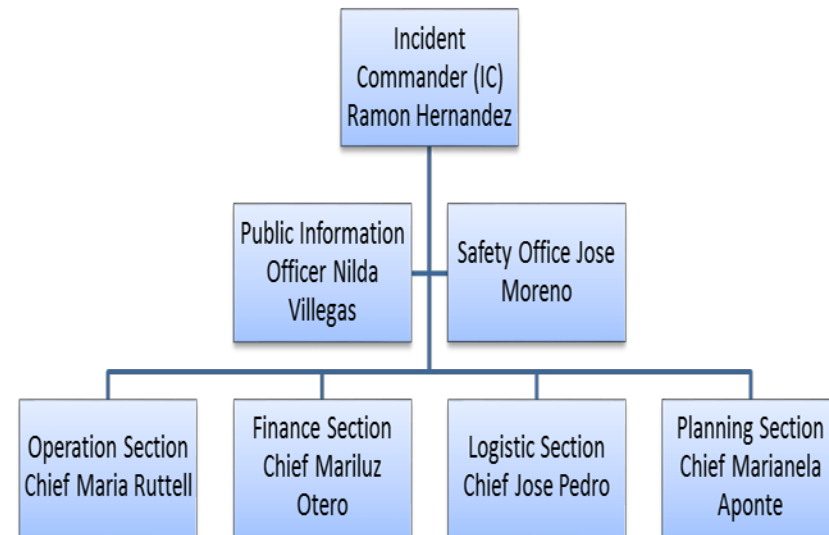 Incident
Commander (IC)
Ramon Hernandez
Public Information
Officer Nilda
Villegas
Safety Office Jose
Moreno
Operation Section
Chief Maria Ruttell
Finance Section
Chief Mariluz
Otero
Logistic Section
Chief Jose Pedro
Planning Section
Chief Marianela
Aponte